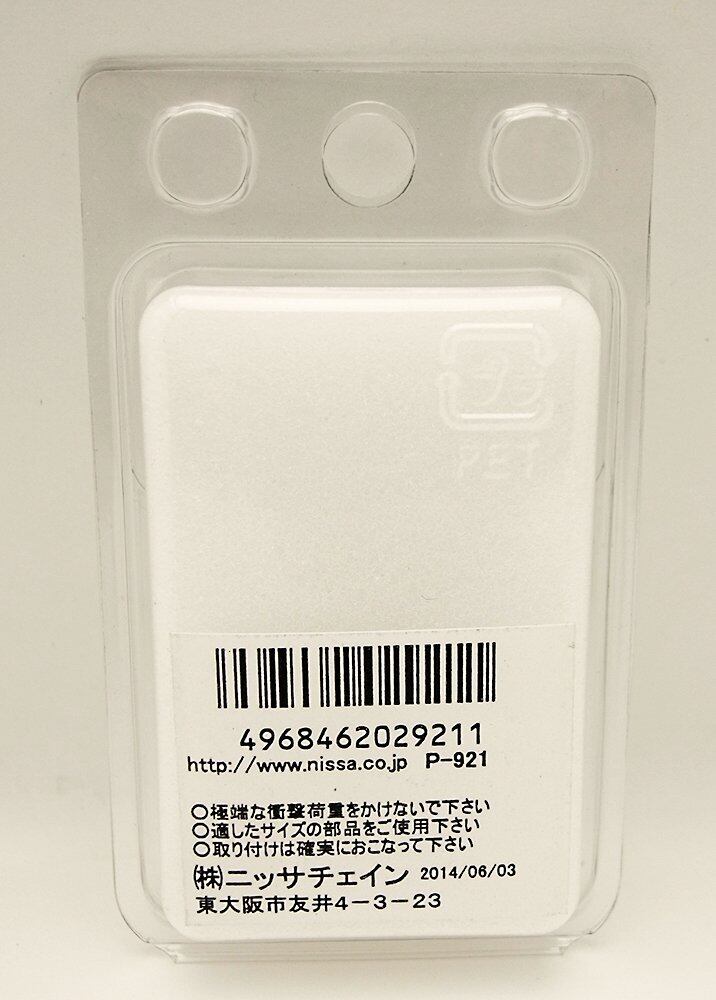 プラ
PET
4968462029211
http://www.nissa.co.jp P-921
○極端な衝撃荷重をかけないで下さい
○適したサイズの部品をご使用下さい
○取り付けは確実におこなって下さい
㈱ニッサチェイン 2014/06/03
東大阪市友井4-3-23